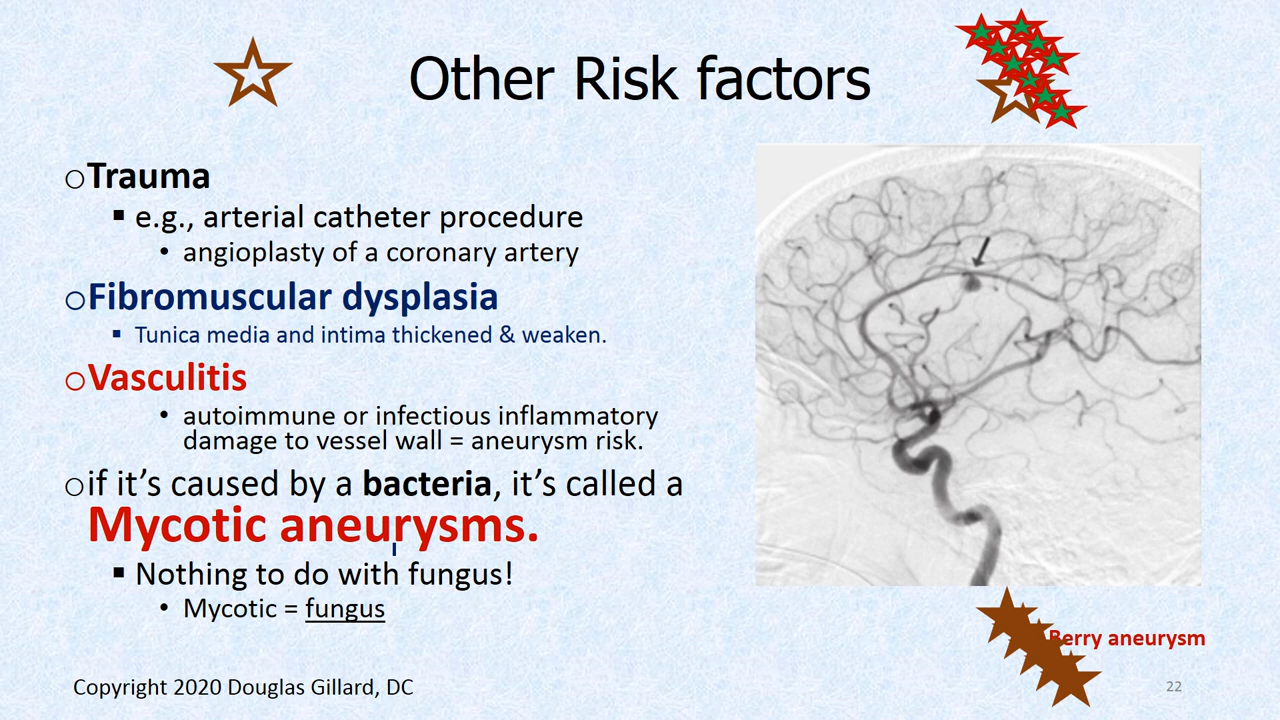 Other Risk factors
Trauma
e.g., arterial catheter procedure
angioplasty of a coronary artery
Fibromuscular dysplasia
Tunica media and intima thickened & weaken.
Vasculitis
autoimmune or infectious inflammatory
damage to vessel wall = aneurysm risk.
if it’s caused by a bacteria, it’s called a
Mycotic aneurysms.
Nothing to do with fungus!
Mycotic = fungus
Berry aneurysm
Copyright 2020 Douglas Gillard, DC
22